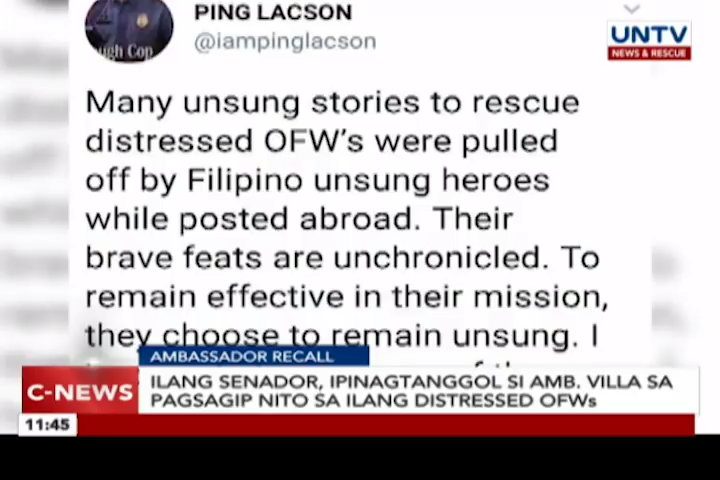 PING LACSON
@iampinglacson
ugh Cop
UNTV
NEWS & RESCUE
Many unsung stories to rescue
distressed OFW's were pulled
off by Filipino unsung heroes
while posted abroad. Their
brave feats are unchronicled. To
remain effective in their mission,
they choose to remain unsung. I
AMBASSADOR RECALL
C-NEWS
ILANG SENADOR, IPINAGTANGGOL SI AMB. VILLA SA
PAGSAGIP NITO SA ILANG DISTRESSED OFWs
11:45